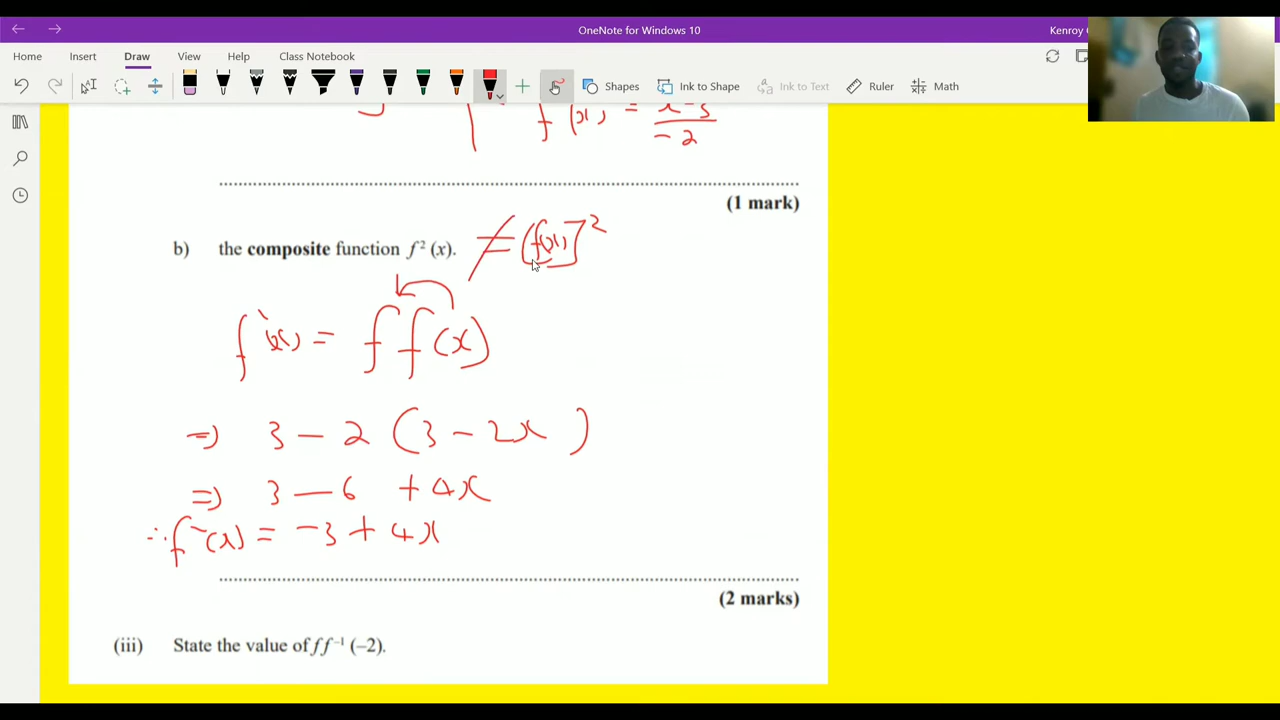 OneNote for Windows 10
Kenroy
Home Insert Draw View Help Class Notebook
Shapes Ink to Shape Ink to Text Ruler Math
-2
(1 mark)
b) the composite function f² (x). ≠ [f(x)]²
f²(x) = f f (x)
⇒ 3 − 2 (3 − 2x )
⇒ 3 − 6 + 4x
∴ f²(x) = −3 + 4x
(2 marks)
(iii) State the value of ff⁻¹ (–2).